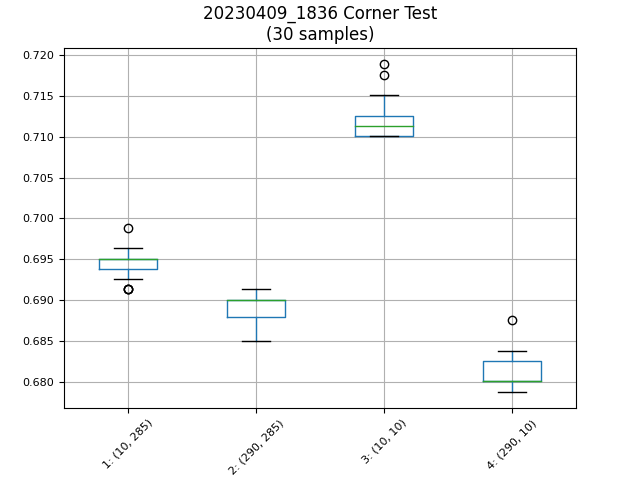 20230409_1836 Corner Test
(30 samples)
0.720
0.715
0.710
0.705
0.700
0.695
0.690
0.685
0.680
1: (10, 285)
2: (290, 285)
3: (10, 10)
4: (290, 10)